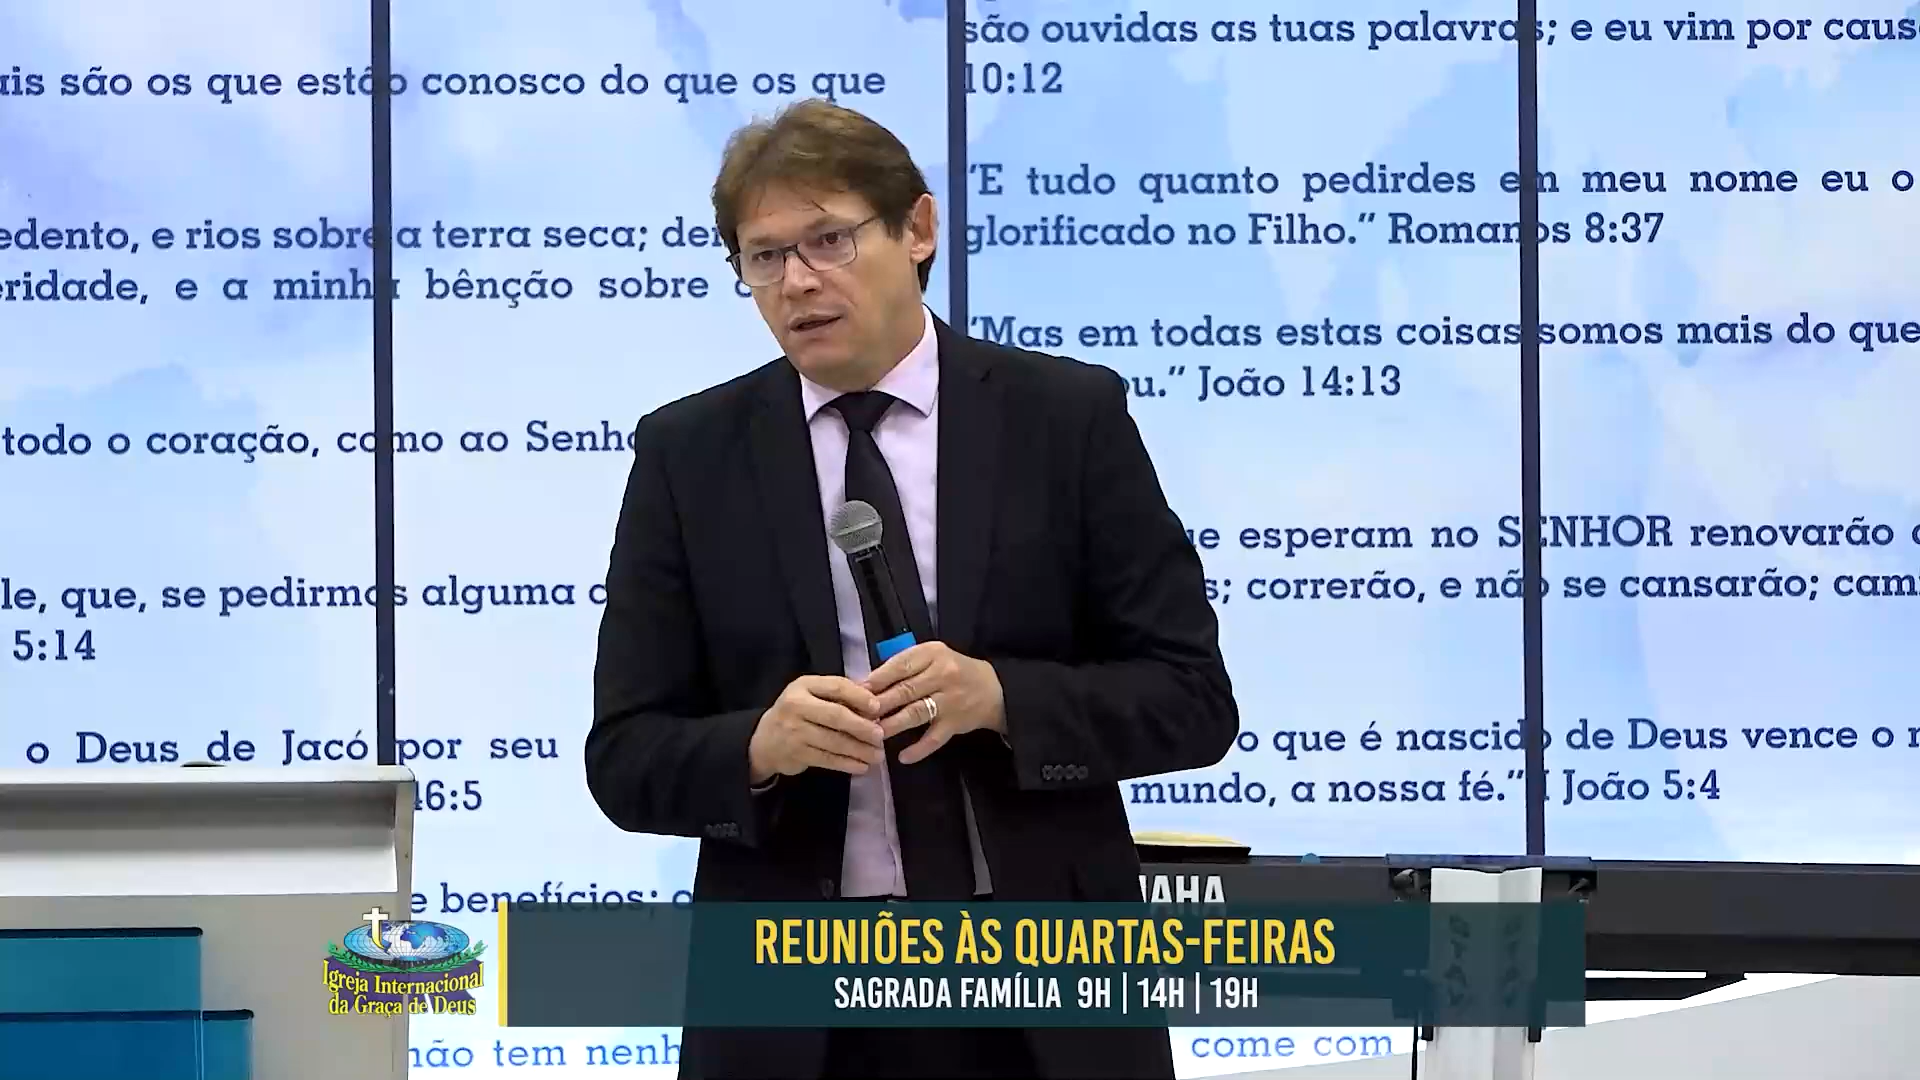 ais são os que estão conosco do que os que
edento, e rios sobre a terra seca; der
eridade, e a minha bênção sobre
todo o coração, como ao Senho
le, que, se pedirmos alguma c
5:14
o Deus de Jacó por seu
46:5
e benefícios; o
não tem nenh
são ouvidas as tuas palavras; e eu vim por caus
10:12
“E tudo quanto pedirdes em meu nome eu o
glorificado no Filho.” Romanos 8:37
“Mas em todas estas coisas somos mais do que
ou.” João 14:13
ue esperam no SENHOR renovarão
s; correrão, e não se cansarão; cam
o que é nascido de Deus vence o
mundo, a nossa fé.” I João 5:4
come com
AHA
Igreja Internacional
da Graça de Deus
REUNIÕES ÀS QUARTAS-FEIRAS
SAGRADA FAMÍLIA 9H | 14H | 19H